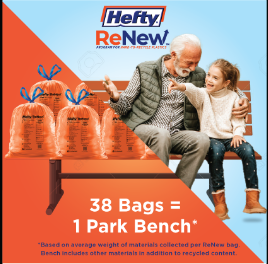 Hefty
ReNew
PROGRAM FOR HARD-TO-RECYCLE PLASTICS
38 Bags =
1 Park Bench*
*Based on average weight of materials collected per ReNew bag.
Bench includes other materials in addition to recycled content.